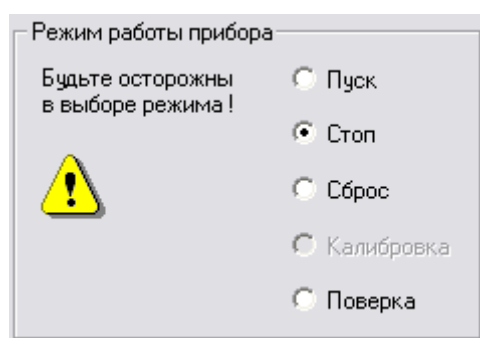 Режим работы прибора
Будьте осторожны
в выборе режима !
Пуск
Стоп
Сброс
Калибровка
Поверка